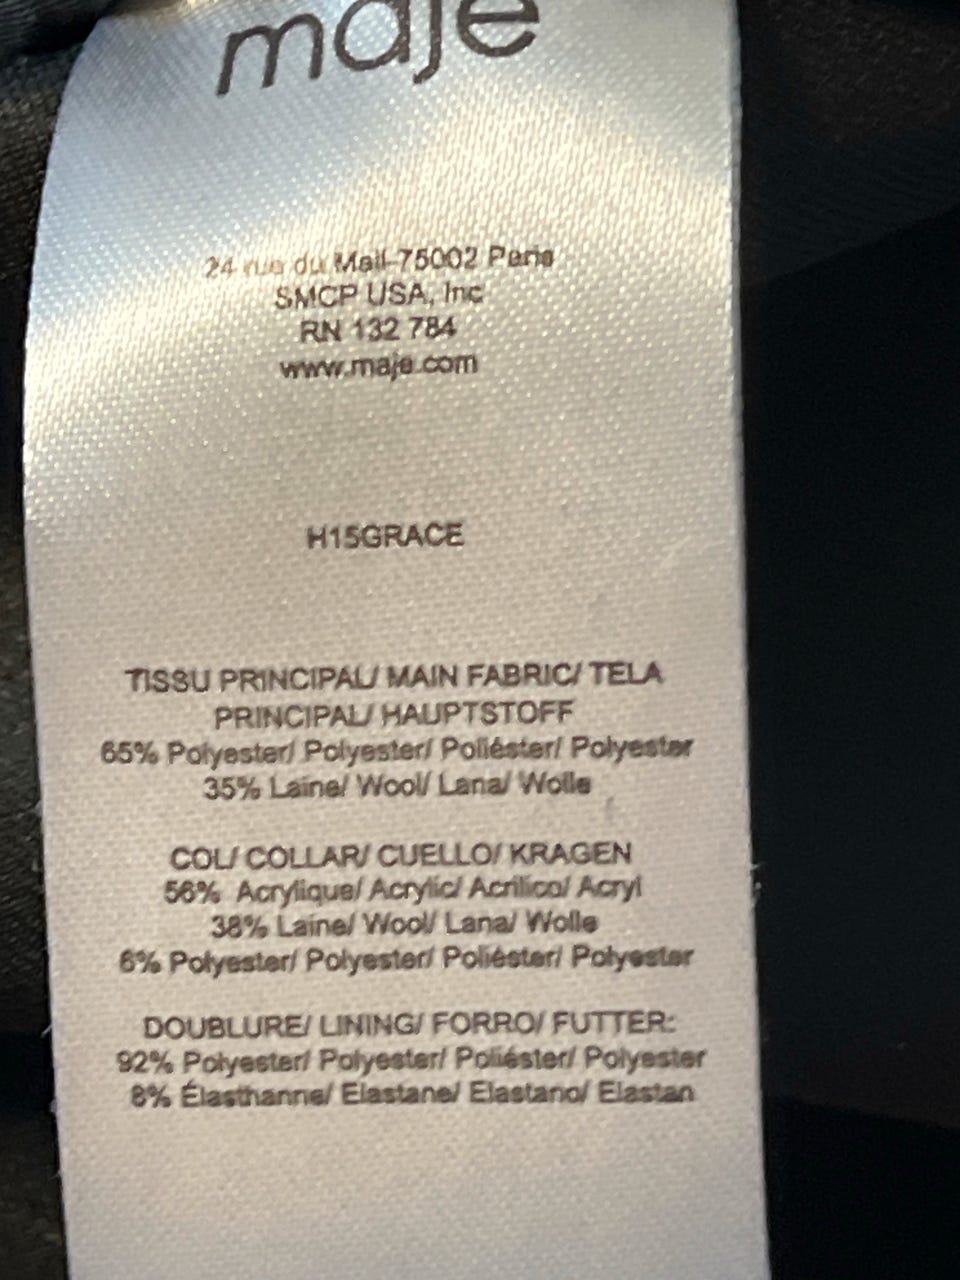 maje
24 rue du Mail-75002 Paris
SMCP USA, Inc
RN 132 784
www.maje.com
H15GRACE
TISSU PRINCIPAL/ MAIN FABRIC/ TELA
PRINCIPAL/ HAUPTSTOFF
65% Polyester/ Polyester/ Poliéster/ Polyester
35% Laine/ Wool/ Lana/ Wolle
COL/ COLLAR/ CUELLO/ KRAGEN
56% Acrylique/ Acrylic/ Acrilico/ Acryl
38% Laine/ Wool/ Lana/ Wolle
6% Polyester/ Polyester/ Poliéster/ Polyester
DOUBLURE/ LINING/ FORRO/ FUTTER:
92% Polyester/ Polyester/ Poliéster/ Polyester
8% Élasthanne/ Elastane/ Elastano/ Elastan